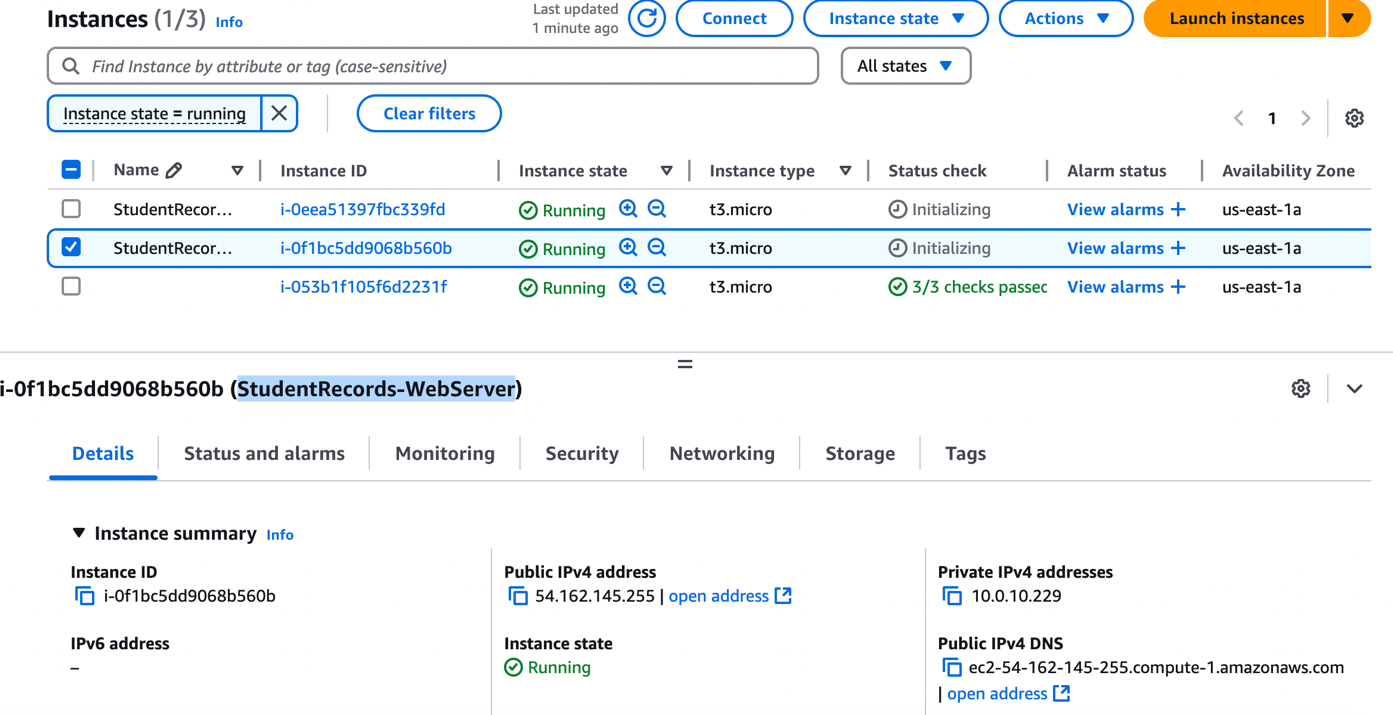 Instances (1/3) Info
Last updated
1 minute ago
Connect
Instance state
Actions
Launch instances
Find Instance by attribute or tag (case-sensitive)
All states
Instance state = running
Clear filters
1
Name Instance ID Instance state Instance type Status check Alarm status Availability Zone
StudentRecor... i-0eea51397fbc339fd Running t3.micro Initializing View alarms + us-east-1a
StudentRecor... i-0f1bc5dd9068b560b Running t3.micro Initializing View alarms + us-east-1a
i-053b1f105f6d2231f Running t3.micro 3/3 checks passec View alarms + us-east-1a
i-0f1bc5dd9068b560b (StudentRecords-WebServer)
Details Status and alarms Monitoring Security Networking Storage Tags
Instance summary Info
Instance ID
i-0f1bc5dd9068b560b
Public IPv4 address
54.162.145.255 | open address
Private IPv4 addresses
10.0.10.229
IPv6 address
–
Instance state
Running
Public IPv4 DNS
ec2-54-162-145-255.compute-1.amazonaws.com
| open address